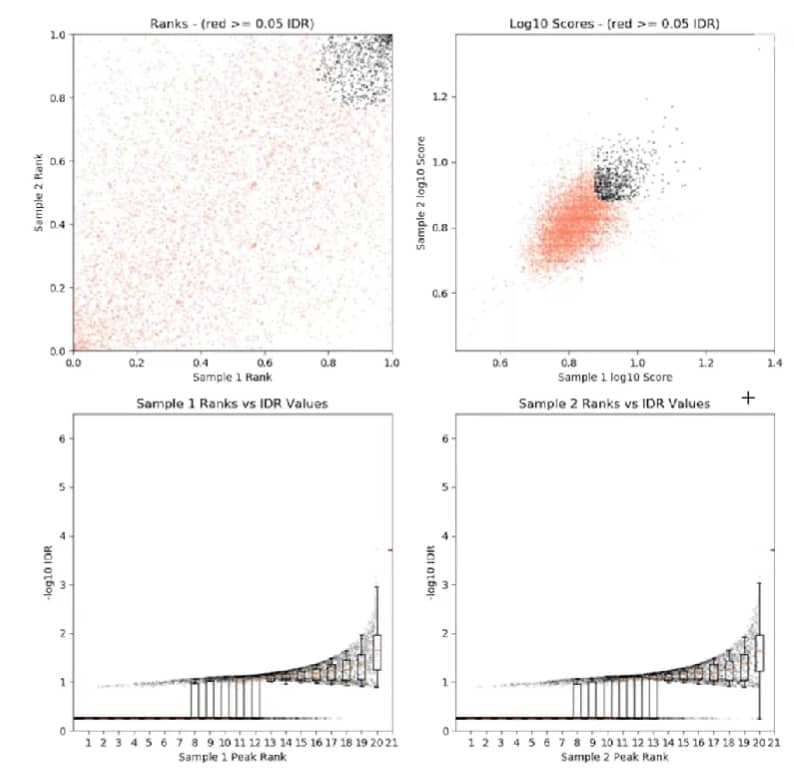 Ranks - (red >= 0.05 IDR)
1.0
0.8
0.6
0.4
0.2
0.0
Sample 2 Rank
0.0 0.2 0.4 0.6 0.8 1.0
Sample 1 Rank
Log10 Scores - (red >= 0.05 IDR)
1.2
1.0
0.8
0.6
Sample 2 log10 Score
0.6 0.8 1.0 1.2 1.4
Sample 1 log10 Score
Sample 1 Ranks vs IDR Values
6
5
4
3
2
1
0
-log10 IDR
1 2 3 4 5 6 7 8 9 10 11 12 13 14 15 16 17 18 19 20 21
Sample 1 Peak Rank
Sample 2 Ranks vs IDR Values
6
5
4
3
2
1
0
-log10 IDR
1 2 3 4 5 6 7 8 9 10 11 12 13 14 15 16 17 18 19 20 21
Sample 2 Peak Rank